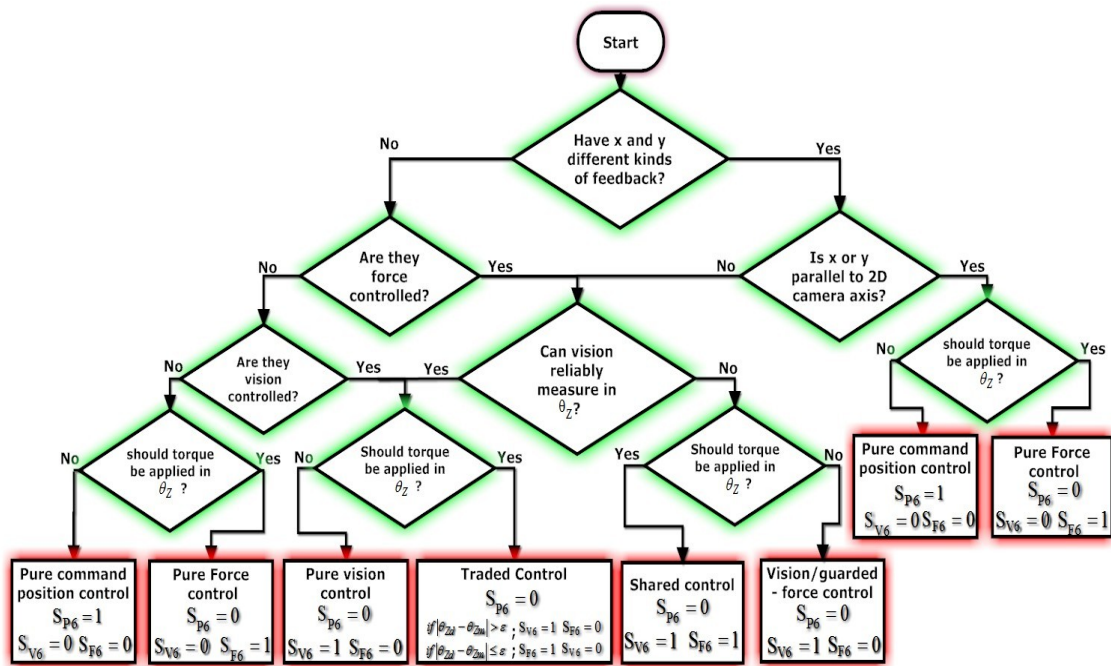 Start
Have x and y
different kinds
of feedback?
No
Yes
Are they
force
controlled?
No
Yes
Is x or y
parallel to 2D
camera axis?
No
Yes
Are they
vision
controlled?
No
Yes
Can vision
reliably
measure in
θZ?
Yes
No
should torque
be applied in
θZ ?
No
Yes
should torque
be applied in
θZ ?
No
Yes
Should torque
be applied in
θZ ?
No
Yes
Should torque
be applied in
θZ ?
Yes
No
Pure command
position control
SP6 =1
SV6 =0 SF6 =0
Pure Force
control
SP6 =0
SV6 =0 SF6 =1
Pure command
position control
SP6 =1
SV6 =0 SF6 =0
Pure Force
control
SP6 =0
SV6 =0 SF6 =1
Pure vision
control
SP6 =0
SV6 =1 SF6 =0
Traded Control
SP6 =0
if|θZd - θZm| > ε ; SV6 =1 SF6 =0
if|θZd - θZm| ≤ ε ; SF6 =1 SV6 =0
Shared control
SP6 =0
SV6 =1 SF6 =1
Vision/guarded
- force control
SP6 =0
SV6 =1 SF6 =0